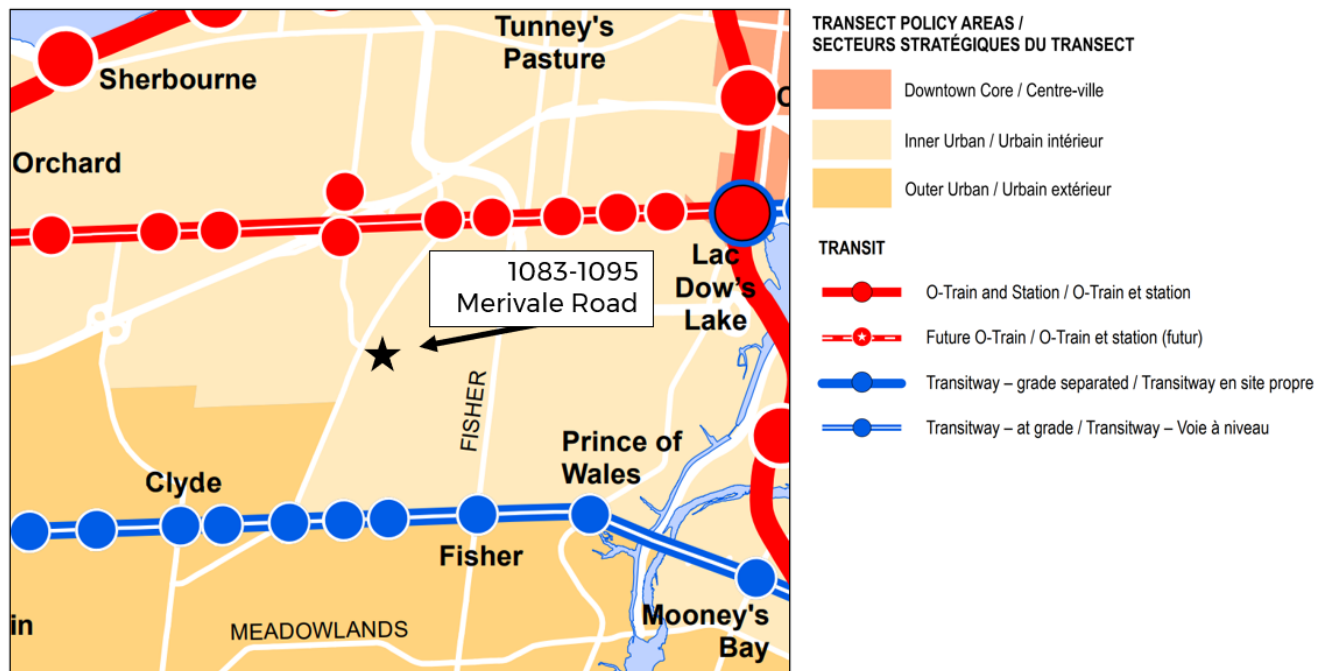 Tunney's
Pasture
Sherbourne
Orchard
1083-1095
Merivale Road
Lac
Dow's
Lake
FISHER
Prince of
Wales
Clyde
Fisher
in
MEADOWLANDS
Mooney's
Bay
TRANSECT POLICY AREAS /
SECTEURS STRATÉGIQUES DU TRANSECT
Downtown Core / Centre-ville
Inner Urban / Urbain intérieur
Outer Urban / Urbain extérieur
TRANSIT
O-Train and Station / O-Train et station
Future O-Train / O-Train et station (futur)
Transitway – grade separated / Transitway en site propre
Transitway – at grade / Transitway – Voie à niveau